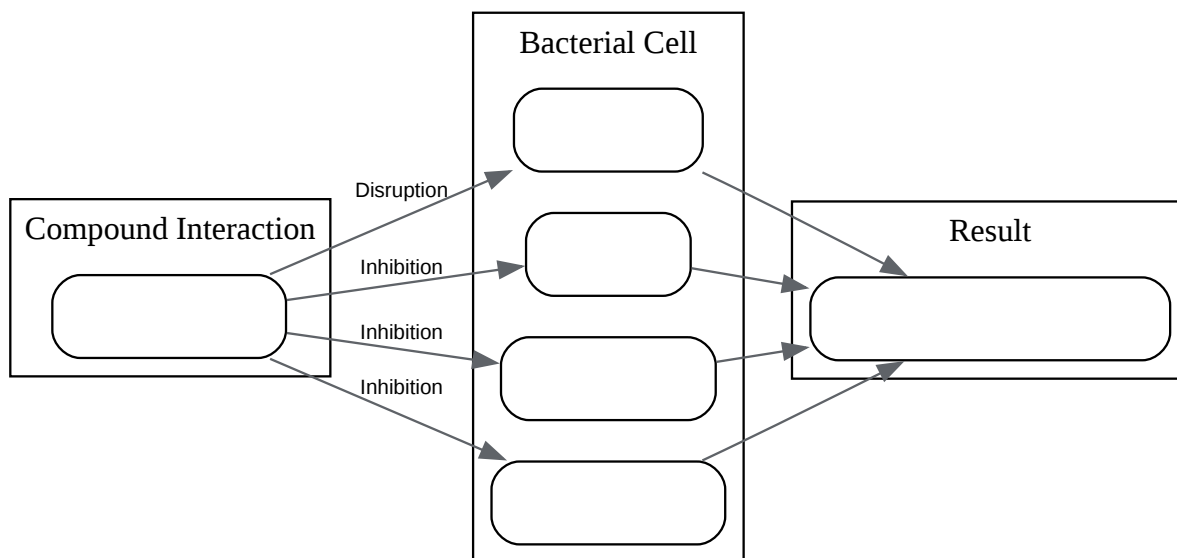 Bacterial Cell
Disruption
Compound Interaction
Result
Inhibition
Inhibition
Inhibition